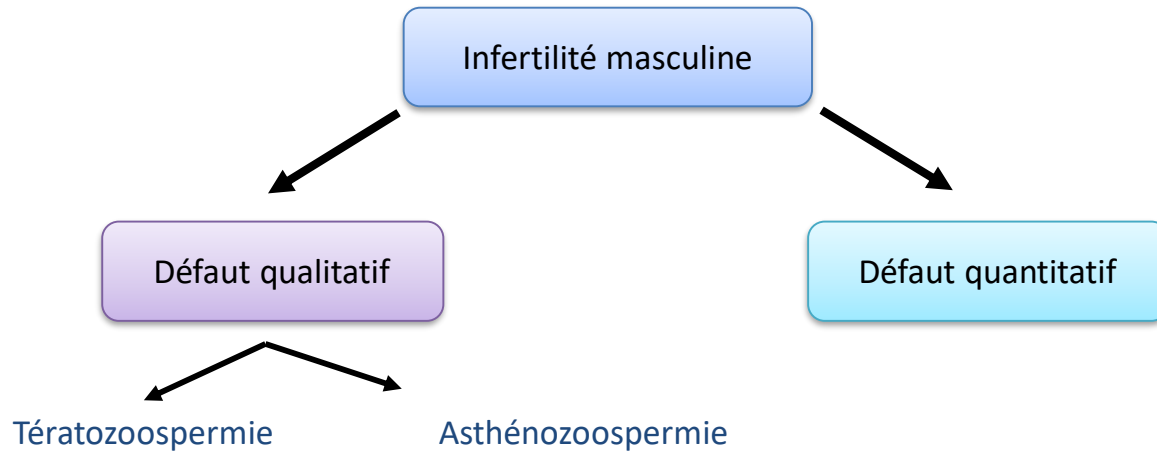 Infertilité masculine
Défaut qualitatif
Défaut quantitatif
Tératozoospermie
Asthénozoospermie